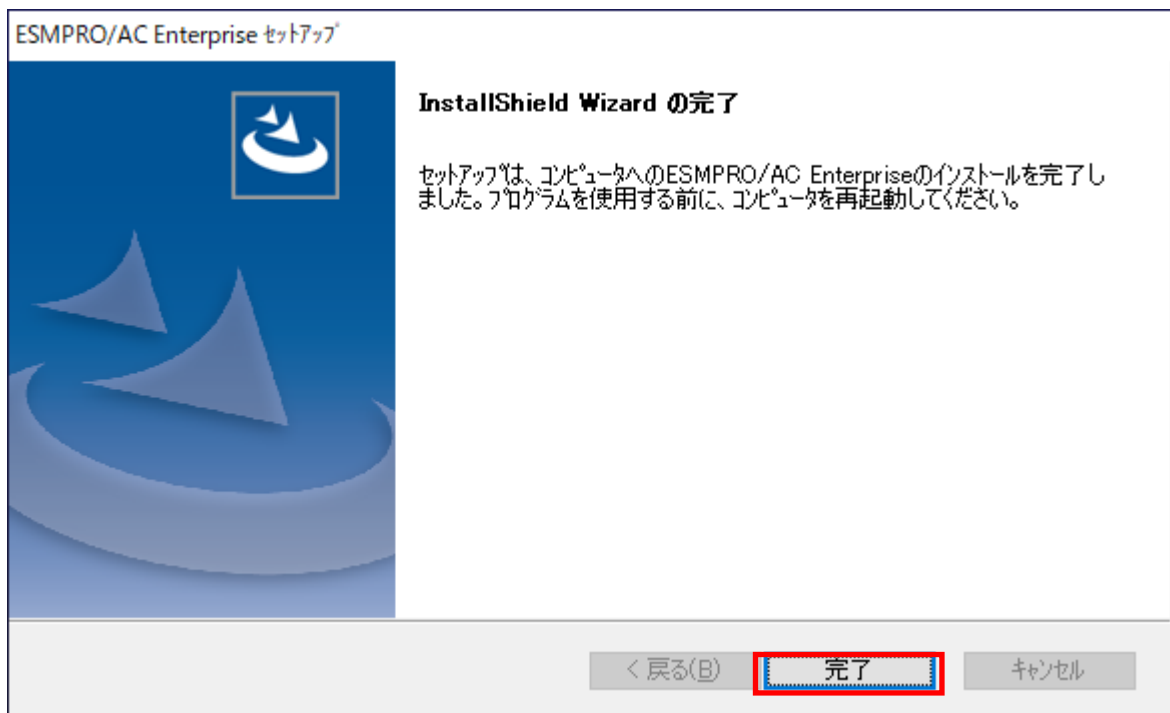 ESMPRO/AC Enterprise ｾｯﾄｱｯﾌﾟ
InstallShield Wizard の完了
ｾｯﾄｱｯﾌﾟは、ｺﾝﾋﾟｭｰﾀへのESMPRO/AC Enterpriseのｲﾝｽﾄｰﾙを完了し
ました。ﾌﾟﾛｸﾞﾗﾑを使用する前に、ｺﾝﾋﾟｭｰﾀを再起動してください。
< 戻る(B)
完了
ｷｬﾝｾﾙ